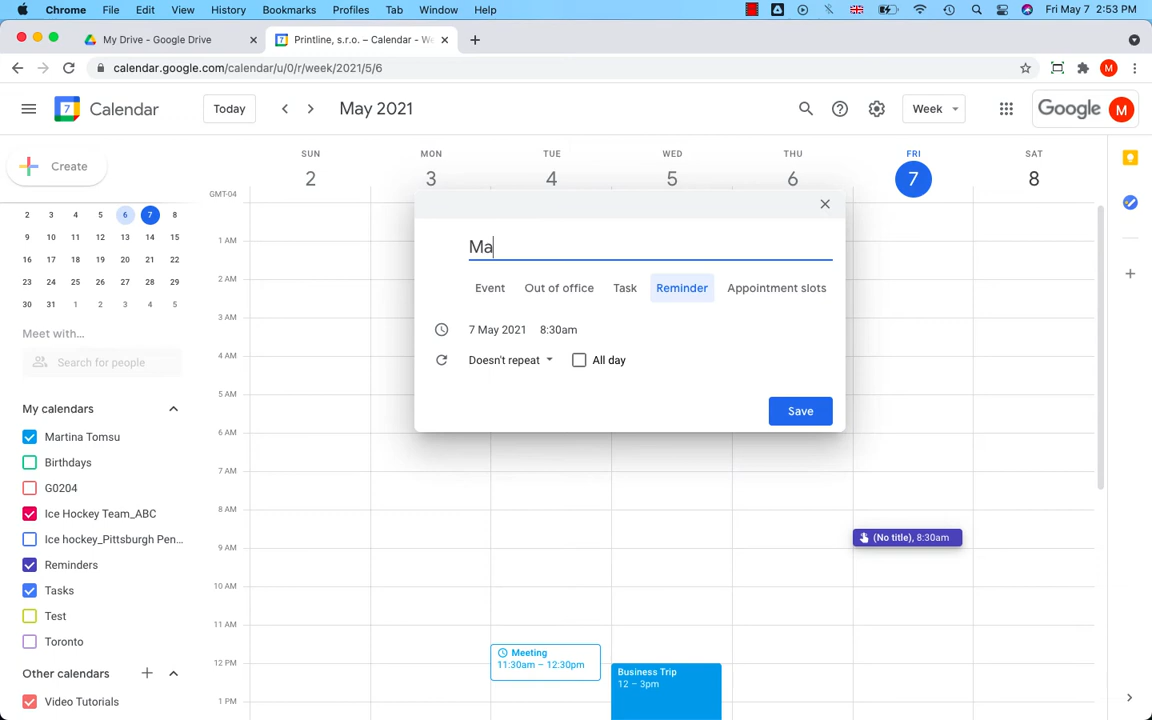 Chrome File Edit View History Bookmarks Profiles Tab Window Help Fri May 7 2:53 PM
My Drive - Google Drive Printline, s.r.o. – Calendar - We
calendar.google.com/calendar/u/0/r/week/2021/5/6 M
7 Calendar Today May 2021 Week Google M
Create
SUN MON TUE WED THU FRI SAT
2 3 4 5 6 7 8
GMT-04
2 3 4 5 6 7 8
9 10 11 12 13 14 15
16 17 18 19 20 21 22
23 24 25 26 27 28 29
30 31 1 2 3 4 5
Meet with...
Search for people
My calendars
Martina Tomsu
Birthdays
G0204
Ice Hockey Team_ABC
Ice hockey_Pittsburgh Pen...
Reminders
Tasks
Test
Toronto
Other calendars
Video Tutorials
1 AM
2 AM
3 AM
4 AM
5 AM
6 AM
7 AM
8 AM
9 AM
10 AM
11 AM
12 PM
1 PM
Ma
Event Out of office Task Reminder Appointment slots
7 May 2021 8:30am
Doesn't repeat All day
Save
(No title), 8:30am
Meeting
11:30am – 12:30pm
Business Trip
12 – 3pm